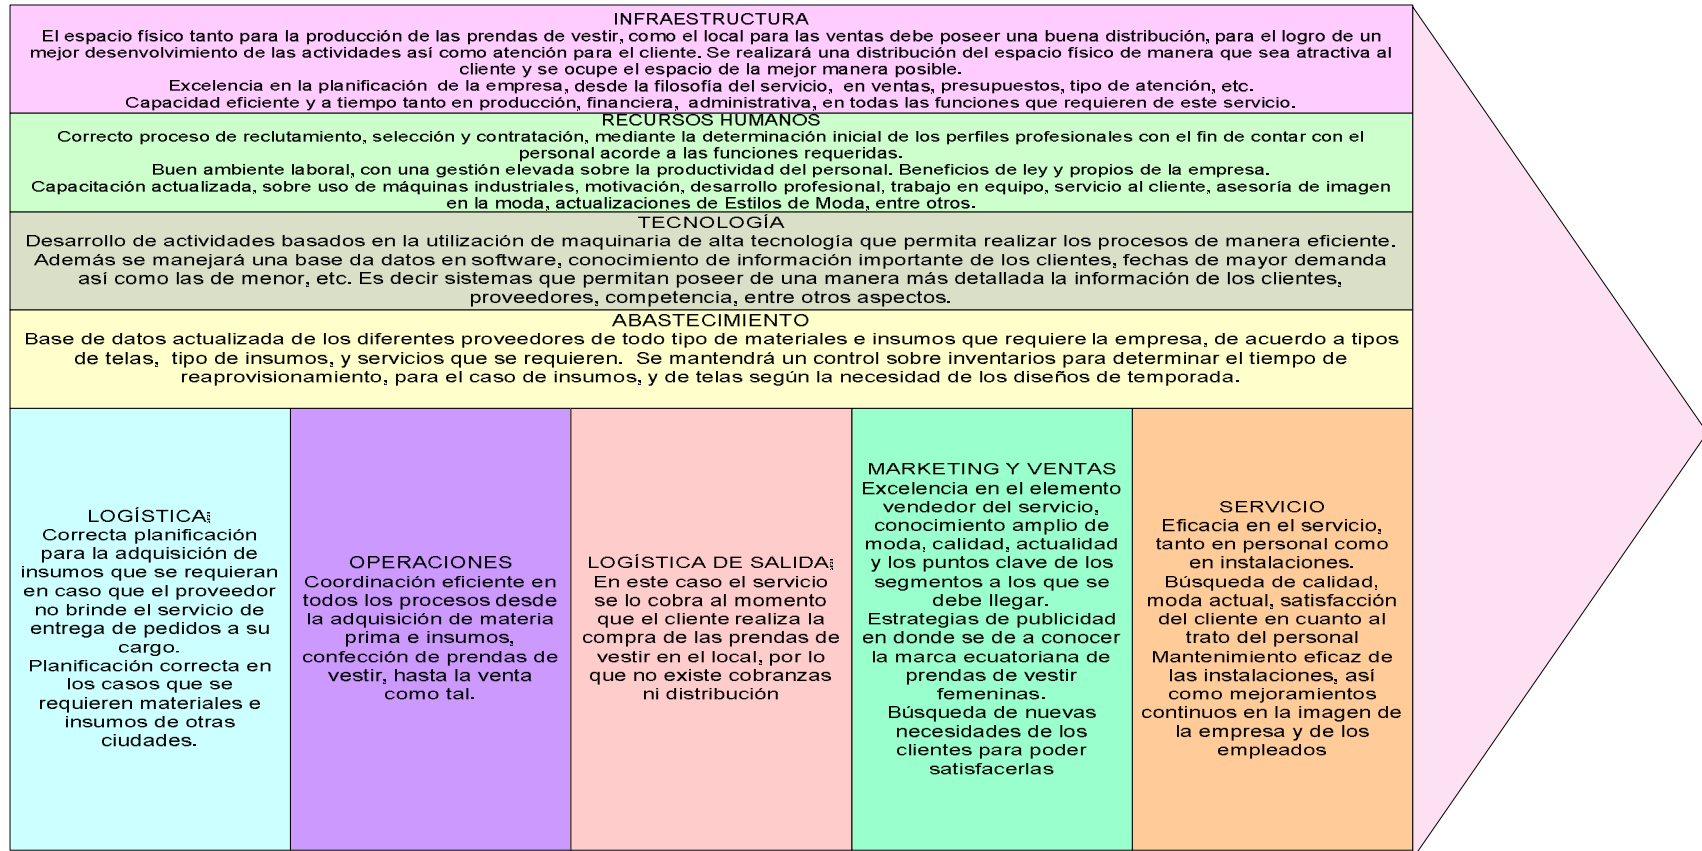 INFRAESTRUCTURA
El espacio físico tanto para la producción de las prendas de vestir, como el local para las ventas debe poseer una buena distribución, para el logro de un
mejor desenvolvimiento de las actividades así como atención para el cliente. Se realizará una distribución del espacio físico de manera que sea atractiva al
cliente y se ocupe el espacio de la mejor manera posible.
Excelencia en la planificación de la empresa, desde la filosofía del servicio, en ventas, presupuestos, tipo de atención, etc.
Capacidad eficiente y a tiempo tanto en producción, financiera, administrativa, en todas las funciones que requieren de este servicio.
RECURSOS HUMANOS
Correcto proceso de reclutamiento, selección y contratación, mediante la determinación inicial de los perfiles profesionales con el fin de contar con el
personal acorde a las funciones requeridas.
Buen ambiente laboral, con una gestión elevada sobre la productividad del personal. Beneficios de ley y propios de la empresa.
Capacitación actualizada, sobre uso de máquinas industriales, motivación, desarrollo profesional, trabajo en equipo, servicio al cliente, asesoría de imagen
en la moda, actualizaciones de Estilos de Moda, entre otros.
TECNOLOGÍA
Desarrollo de actividades basados en la utilización de maquinaria de alta tecnología que permita realizar los procesos de manera eficiente.
Además se manejará una base da datos en software, conocimiento de información importante de los clientes, fechas de mayor demanda
así como las de menor, etc. Es decir sistemas que permitan poseer de una manera más detallada la información de los clientes,
proveedores, competencia, entre otros aspectos.
ABASTECIMIENTO
Base de datos actualizada de los diferentes proveedores de todo tipo de materiales e insumos que requiere la empresa, de acuerdo a tipos
de telas, tipo de insumos, y servicios que se requieren. Se mantendrá un control sobre inventarios para determinar el tiempo de
reaprovisionamiento, para el caso de insumos, y de telas según la necesidad de los diseños de temporada.
LOGÍSTICA:
Correcta planificación
para la adquisición de
insumos que se requieran
en caso que el proveedor
no brinde el servicio de
entrega de pedidos a su
cargo.
Planificación correcta en
los casos que se
requieren materiales e
insumos de otras
ciudades.
OPERACIONES
Coordinación eficiente en
todos los procesos desde
la adquisición de materia
prima e insumos,
confección de prendas de
vestir, hasta la venta
como tal.
LOGÍSTICA DE SALIDA:
En este caso el servicio
se lo cobra al momento
que el cliente realiza la
compra de las prendas de
vestir en el local, por lo
que no existe cobranzas
ni distribución
MARKETING Y VENTAS
Excelencia en el elemento
vendedor del servicio,
conocimiento amplio de
moda, calidad, actualidad
y los puntos clave de los
segmentos a los que se
debe llegar.
Estrategias de publicidad
en donde se de a conocer
la marca ecuatoriana de
prendas de vestir
femeninas.
Búsqueda de nuevas
necesidades de los
clientes para poder
satisfacerlas
SERVICIO
Eficacia en el servicio,
tanto en personal como
en instalaciones.
Búsqueda de calidad,
moda actual, satisfacción
del cliente en cuanto al
trato del personal
Mantenimiento eficaz de
las instalaciones, así
como mejoramientos
continuos en la imagen de
la empresa y de los
empleados